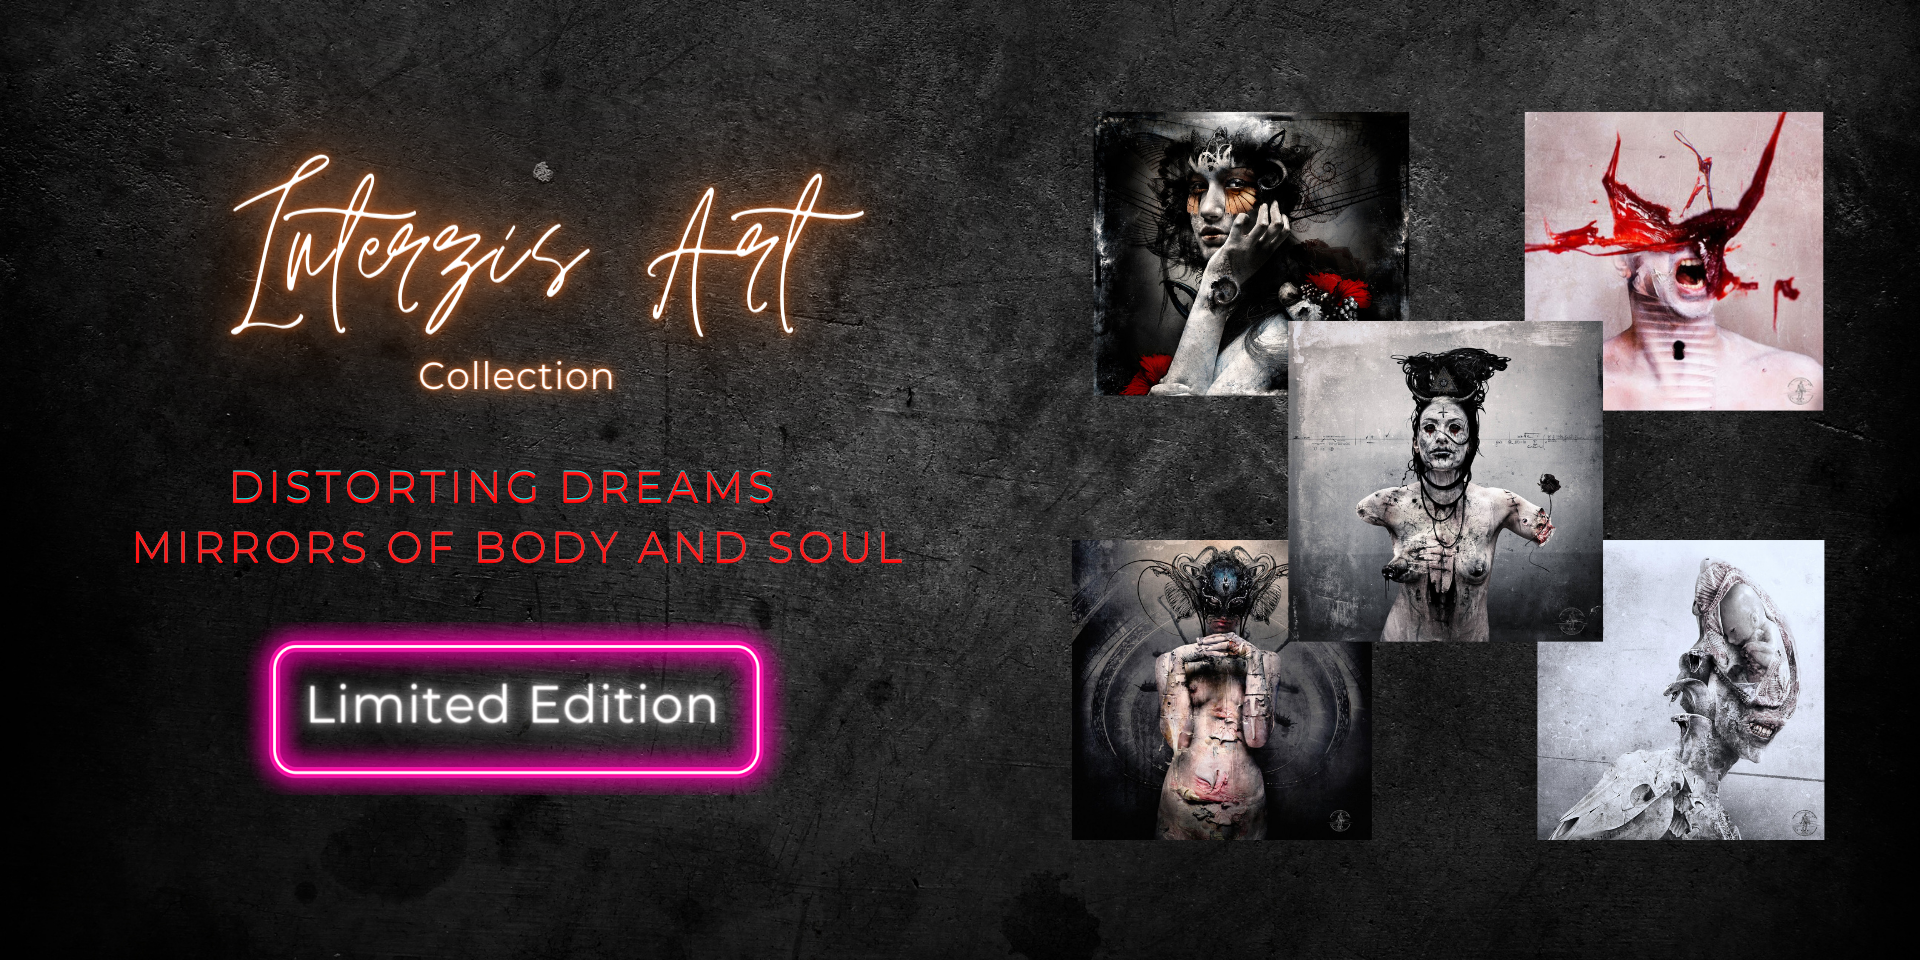 Interzis Art
Collection
DISTORTING DREAMS
MIRRORS OF BODY AND SOUL
Limited Edition